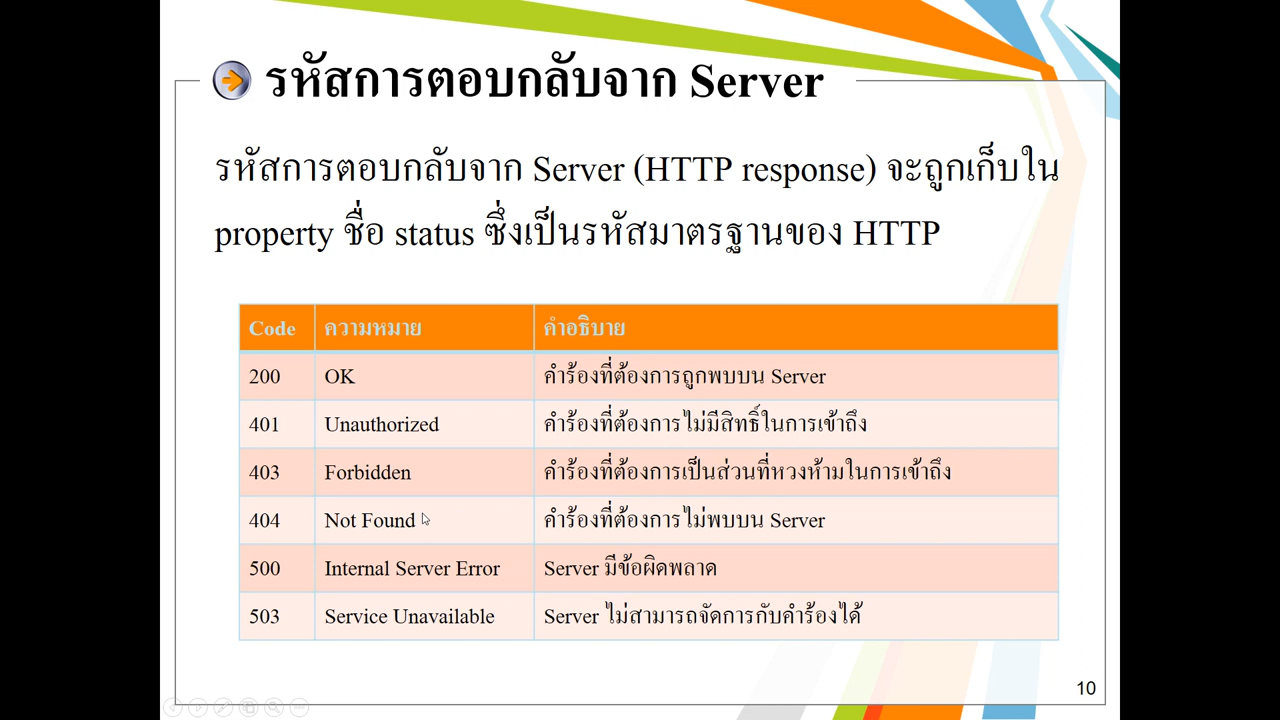 รหัสการตอบกลับจาก Server
รหัสการตอบกลับจาก Server (HTTP response) จะถูกเก็บใน
property ชื่อ status ซึ่งเป็นรหัสมาตรฐานของ HTTP
Code ความหมาย คำอธิบาย
200 OK คำร้องที่ต้องการถูกพบบน Server
401 Unauthorized คำร้องที่ต้องการไม่มีสิทธิ์ในการเข้าถึง
403 Forbidden คำร้องที่ต้องการเป็นส่วนที่หวงห้ามในการเข้าถึง
404 Not Found คำร้องที่ต้องการไม่พบบน Server
500 Internal Server Error Server มีข้อผิดพลาด
503 Service Unavailable Server ไม่สามารถจัดการกับคำร้องได้
10